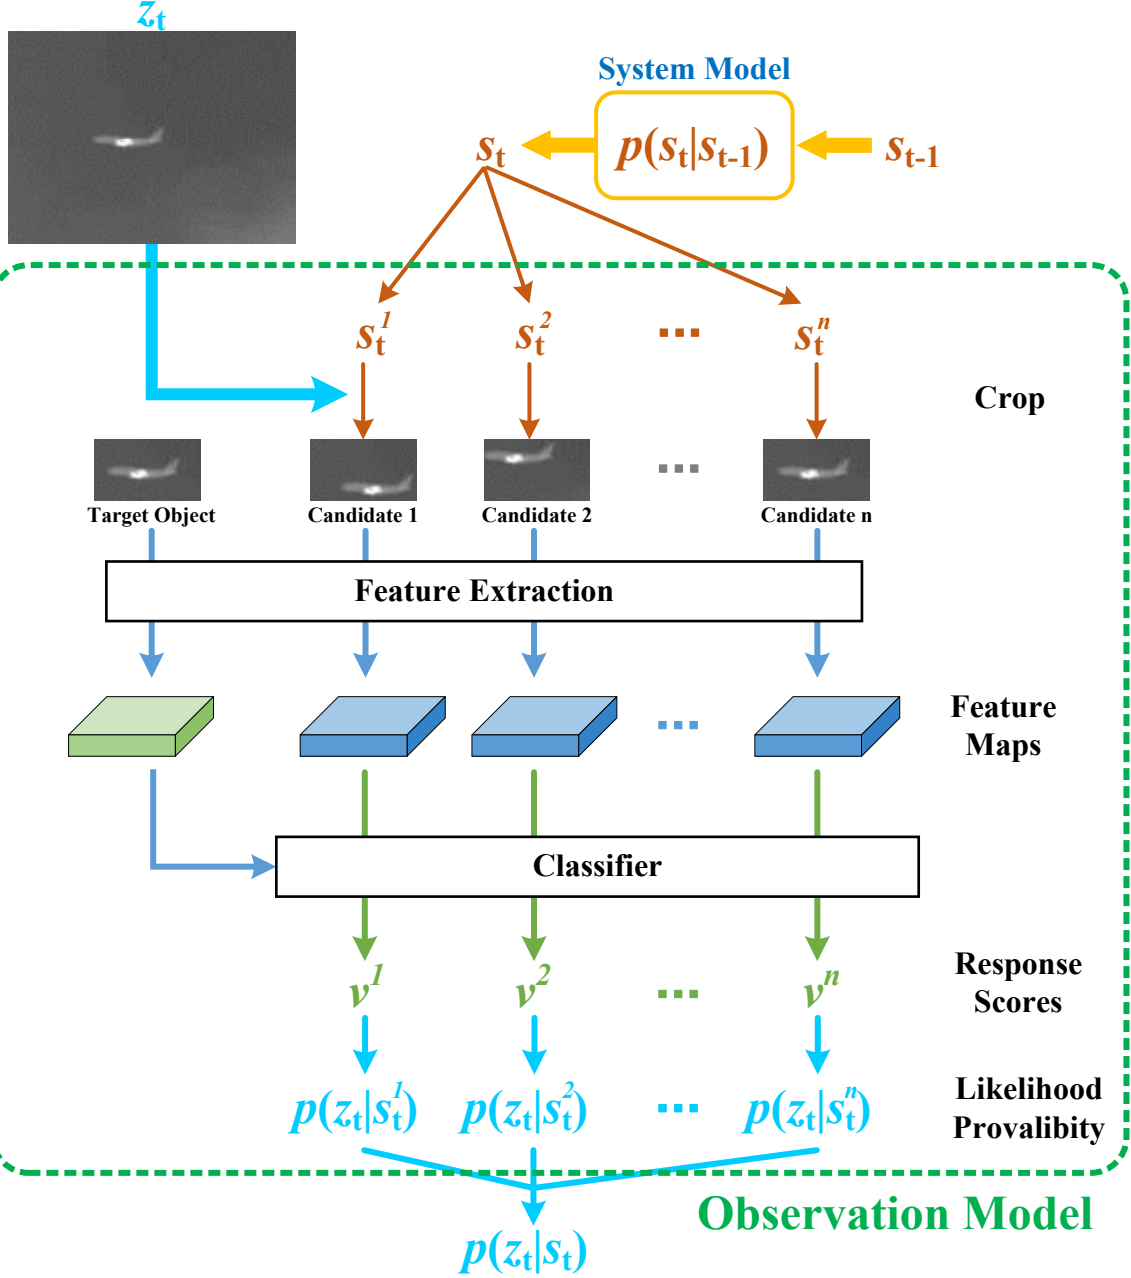 z_t
System Model
s_t p(s_t|s_{t-1}) s_{t-1}
s_t^1 s_t^2 ... s_t^n
Crop
Target Object Candidate 1 Candidate 2 ... Candidate n
Feature Extraction
Feature
Maps
...
Classifier
Response
Scores
v^1 v^2 ... v^n
Likelihood
Provalibity
p(z_t|s_t^1) p(z_t|s_t^2) ... p(z_t|s_t^n)
Observation Model
p(z_t|s_t)